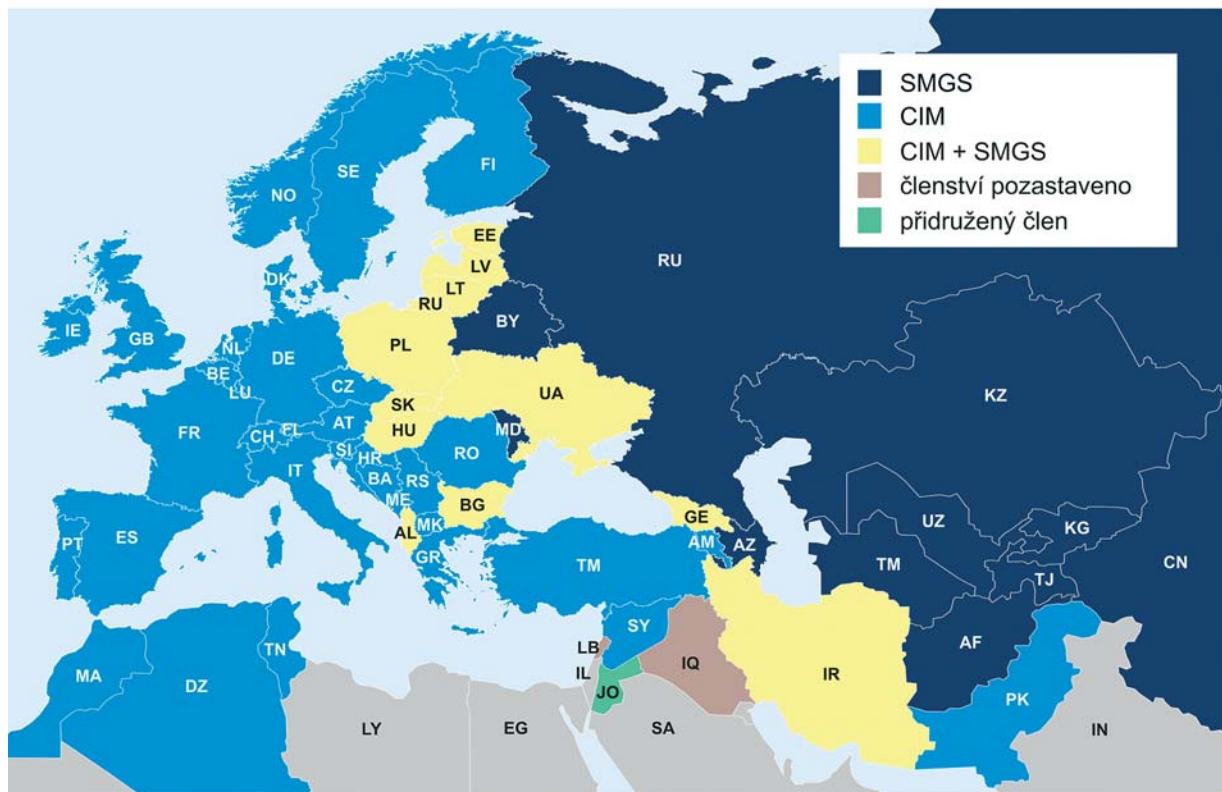 SMGS
CIM
CIM + SMGS
členství pozastaveno
přidružený člen
FI
SE
NO
EE
RU
LV
DK
LT
RU
BY
IE
GB
NL
DE
PL
BE
LU
CZ
UA
KZ
SK
FR
AT
HU
MD
CH
FL
SI
HR
RO
IT
BA
RS
ME
BG
GE
UZ
KG
PT
ES
AL
MK
AM
AZ
GR
TM
TM
TJ
CN
SY
AF
TN
LB
MA
DZ
IL
JO
IQ
IR
PK
LY
EG
SA
IN